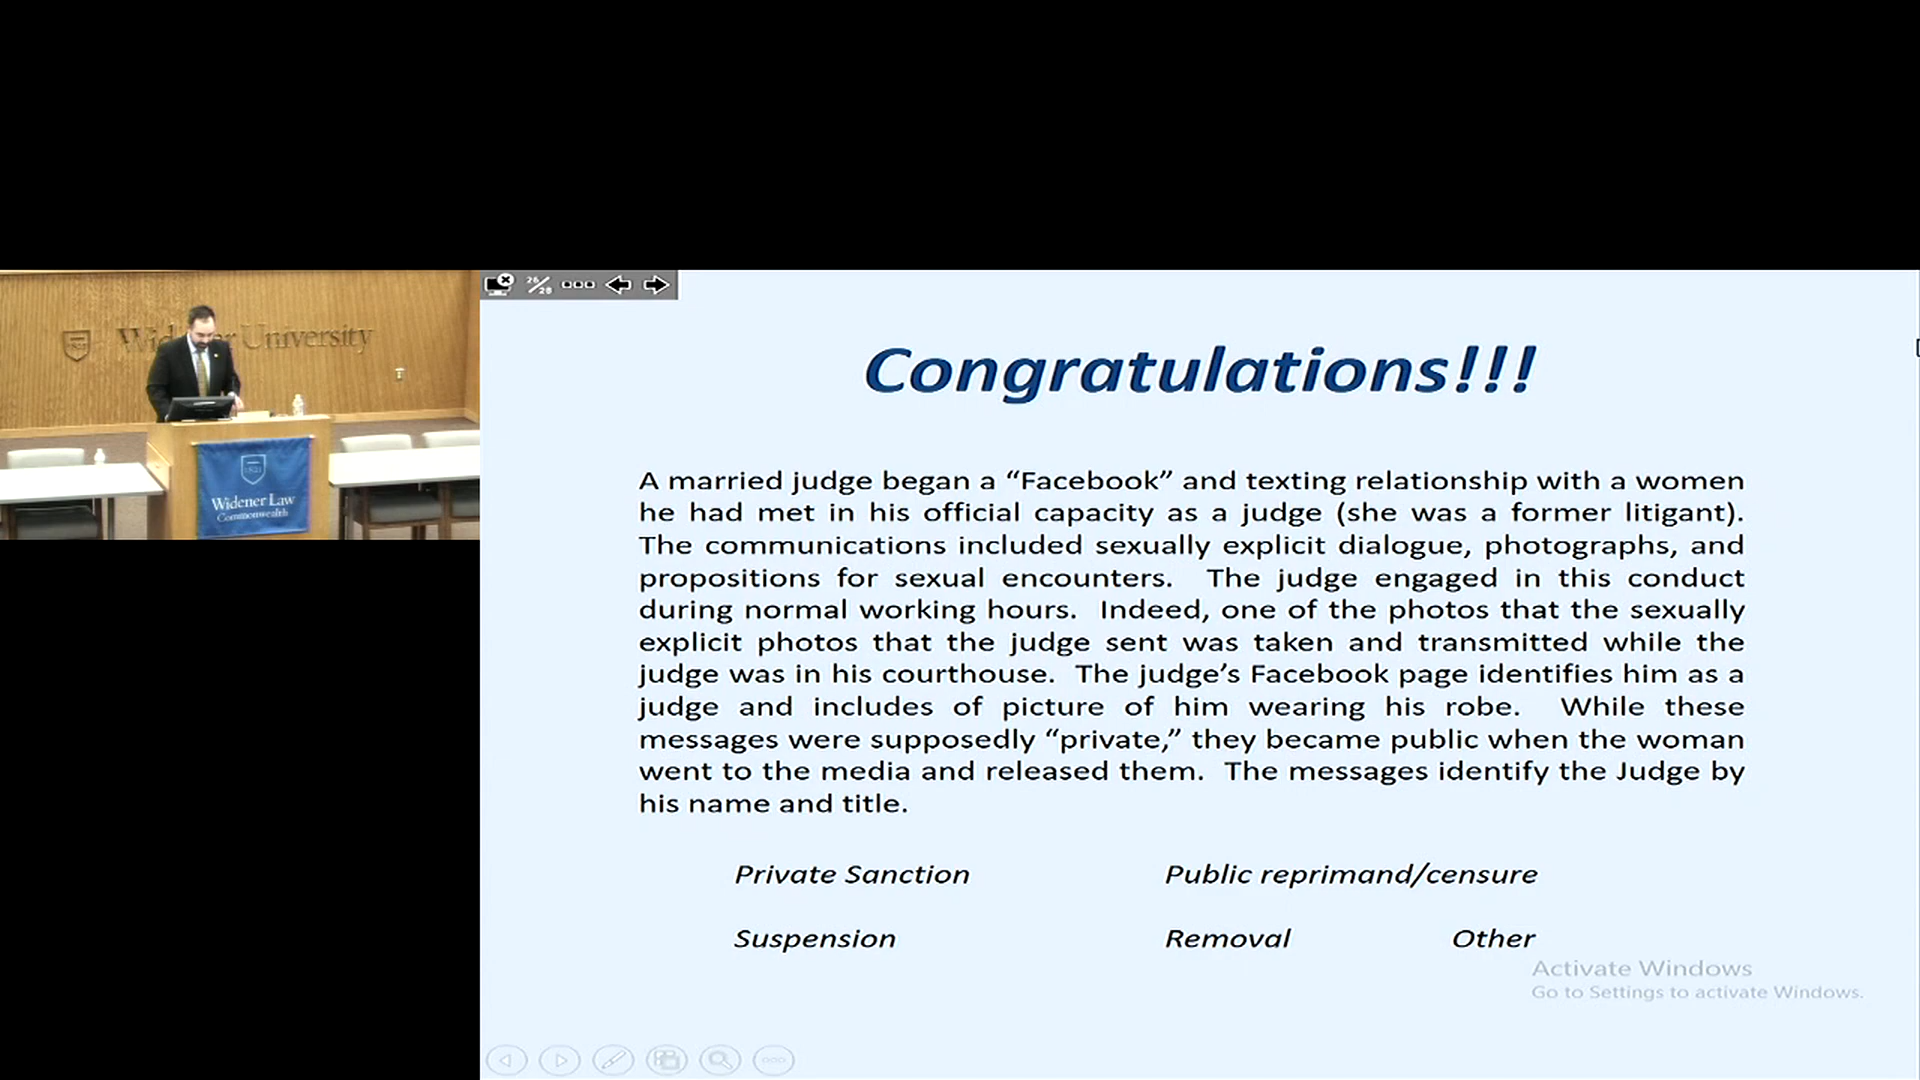 26/28
Widener University
1821
Widener Law
Commonwealth
Congratulations!!!
A married judge began a “Facebook” and texting relationship with a women
he had met in his official capacity as a judge (she was a former litigant).
The communications included sexually explicit dialogue, photographs, and
propositions for sexual encounters. The judge engaged in this conduct
during normal working hours. Indeed, one of the photos that the sexually
explicit photos that the judge sent was taken and transmitted while the
judge was in his courthouse. The judge’s Facebook page identifies him as a
judge and includes of picture of him wearing his robe. While these
messages were supposedly “private,” they became public when the woman
went to the media and released them. The messages identify the Judge by
his name and title.
Private Sanction Public reprimand/censure
Suspension Removal Other
Activate Windows
Go to Settings to activate Windows.